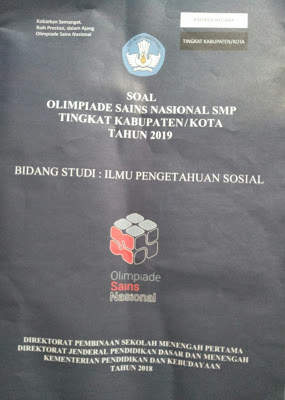 Kobarkan Semangat,
Raih Prestasi, dalam Ajang
Olimpiade Sains Nasional
RAHASIA NEGARA
TINGKAT KABUPATEN/KOTA
SOAL
OLIMPIADE SAINS NASIONAL SMP
TINGKAT KABUPATEN/KOTA
TAHUN 2019
BIDANG STUDI : ILMU PENGETAHUAN SOSIAL
Olimpiade
Sains
Nasional
DIREKTORAT PEMBINAAN SEKOLAH MENENGAH PERTAMA
DIREKTORAT JENDERAL PENDIDIKAN DASAR DAN MENENGAH
KEMENTERIAN PENDIDIKAN DAN KEBUDAYAAN
TAHUN 2018